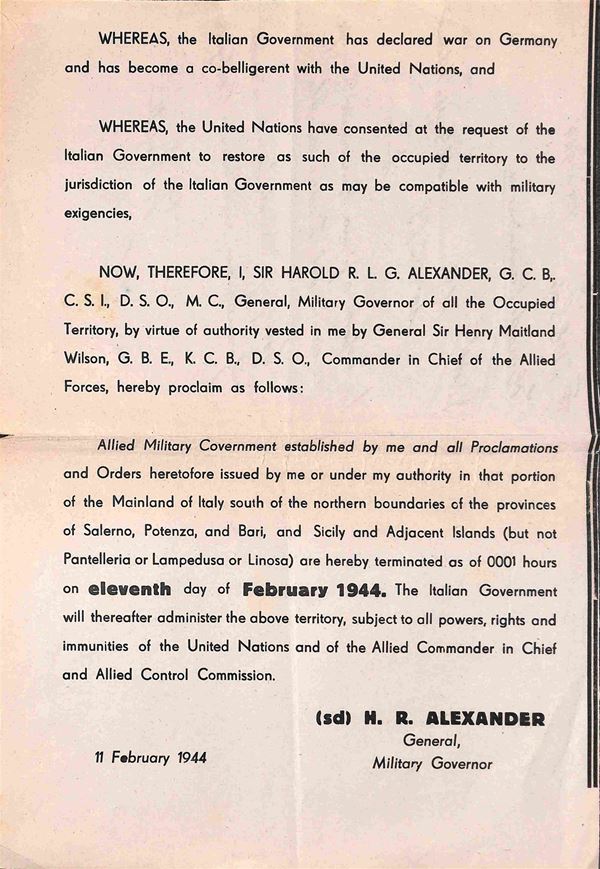 WHEREAS, the Italian Government has declared war on Germany
and has become a co-belligerent with the United Nations, and
WHEREAS, the United Nations have consented at the request of the
Italian Government to restore as such of the occupied territory to the
jurisdiction of the Italian Government as may be compatible with military
exigencies,
NOW, THEREFORE, I, SIR HAROLD R. L. G. ALEXANDER, G. C. B,.
C. S. I., D. S. O., M. C., General, Military Governor of all the Occupied
Territory, by virtue of authority vested in me by General Sir Henry Maitland
Wilson, G. B. E., K. C. B., D. S. O., Commander in Chief of the Allied
Forces, hereby proclaim as follows:
Allied Military Covernment established by me and all Proclamations
and Orders heretofore issued by me or under my authority in that portion
of the Mainland of Italy south of the northern boundaries of the provinces
of Salerno, Potenza, and Bari, and Sicily and Adjacent Islands (but not
Pantelleria or Lampedusa or Linosa) are hereby terminated as of 0001 hours
on eleventh day of February 1944. The Italian Government
will thereafter administer the above territory, subject to all powers, rights and
immunities of the United Nations and of the Allied Commander in Chief
and Allied Control Commission.
(sd) H. R. ALEXANDER
General,
Military Governor
11 February 1944